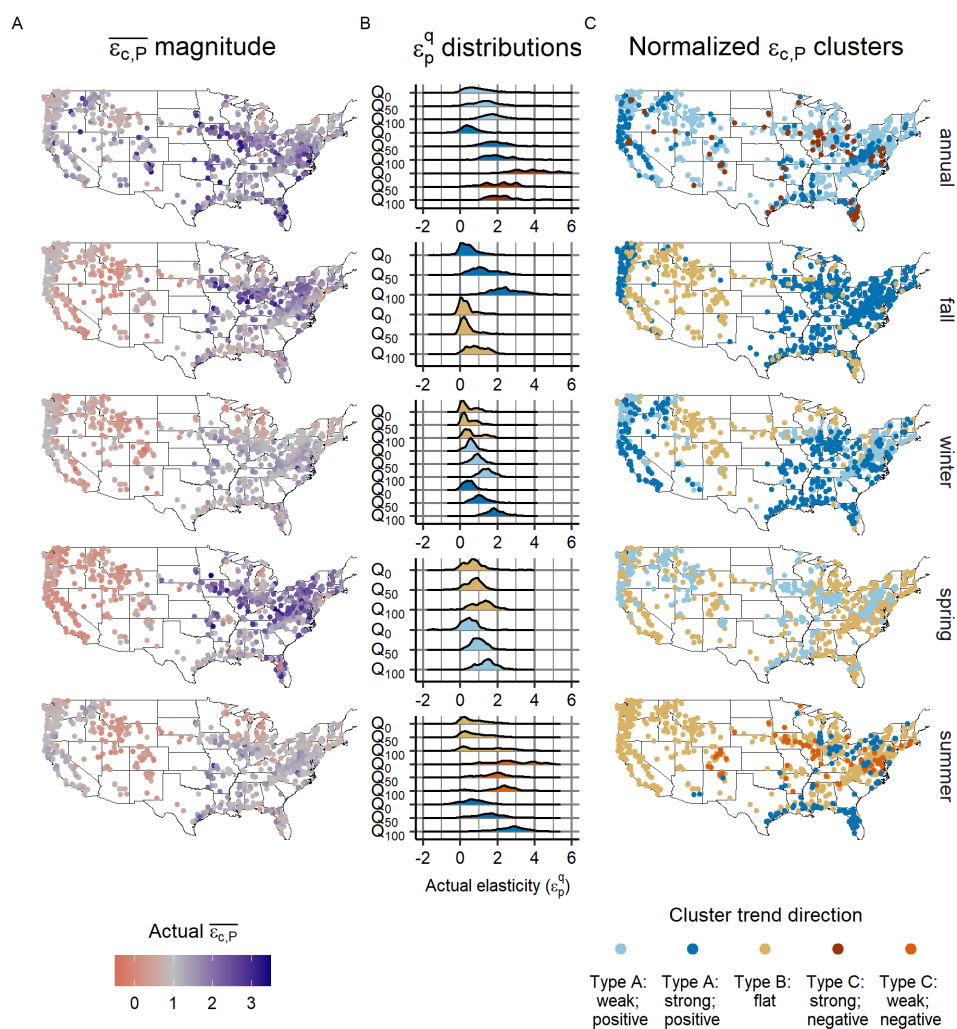 A
B
C
ε_c,P magnitude
ε_p^q distributions
Normalized ε_c,P clusters
Q0
Q50
Q100
Q0
Q50
Q100
Q0
Q50
Q100
-2 0 2 4 6
annual
Q0
Q50
Q100
Q0
Q50
Q100
-2 0 2 4 6
fall
Q0
Q50
Q100
Q0
Q50
Q100
Q0
Q50
Q100
-2 0 2 4 6
winter
Q0
Q50
Q100
Q0
Q50
Q100
-2 0 2 4 6
spring
Q0
Q50
Q100
Q0
Q50
Q100
Q0
Q50
Q100
-2 0 2 4 6
summer
Actual elasticity (ε_p^q)
Actual ε_c,P
0 1 2 3
Cluster trend direction
Type A: weak; positive
Type A: strong; positive
Type B: flat
Type C: strong; negative
Type C: weak; negative